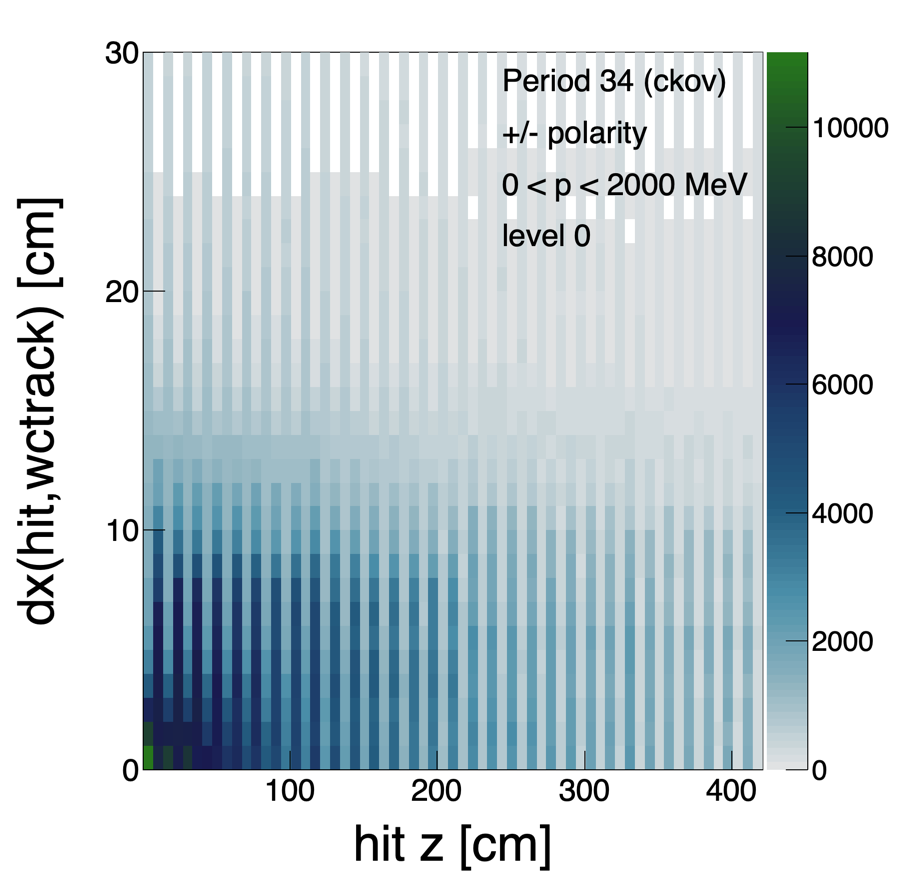 30
20
10
0
dx(hit,wctrack) [cm]
Period 34 (ckov)
+/- polarity
0 < p < 2000 MeV
level 0
10000
8000
6000
4000
2000
0
100 200 300 400
hit z [cm]